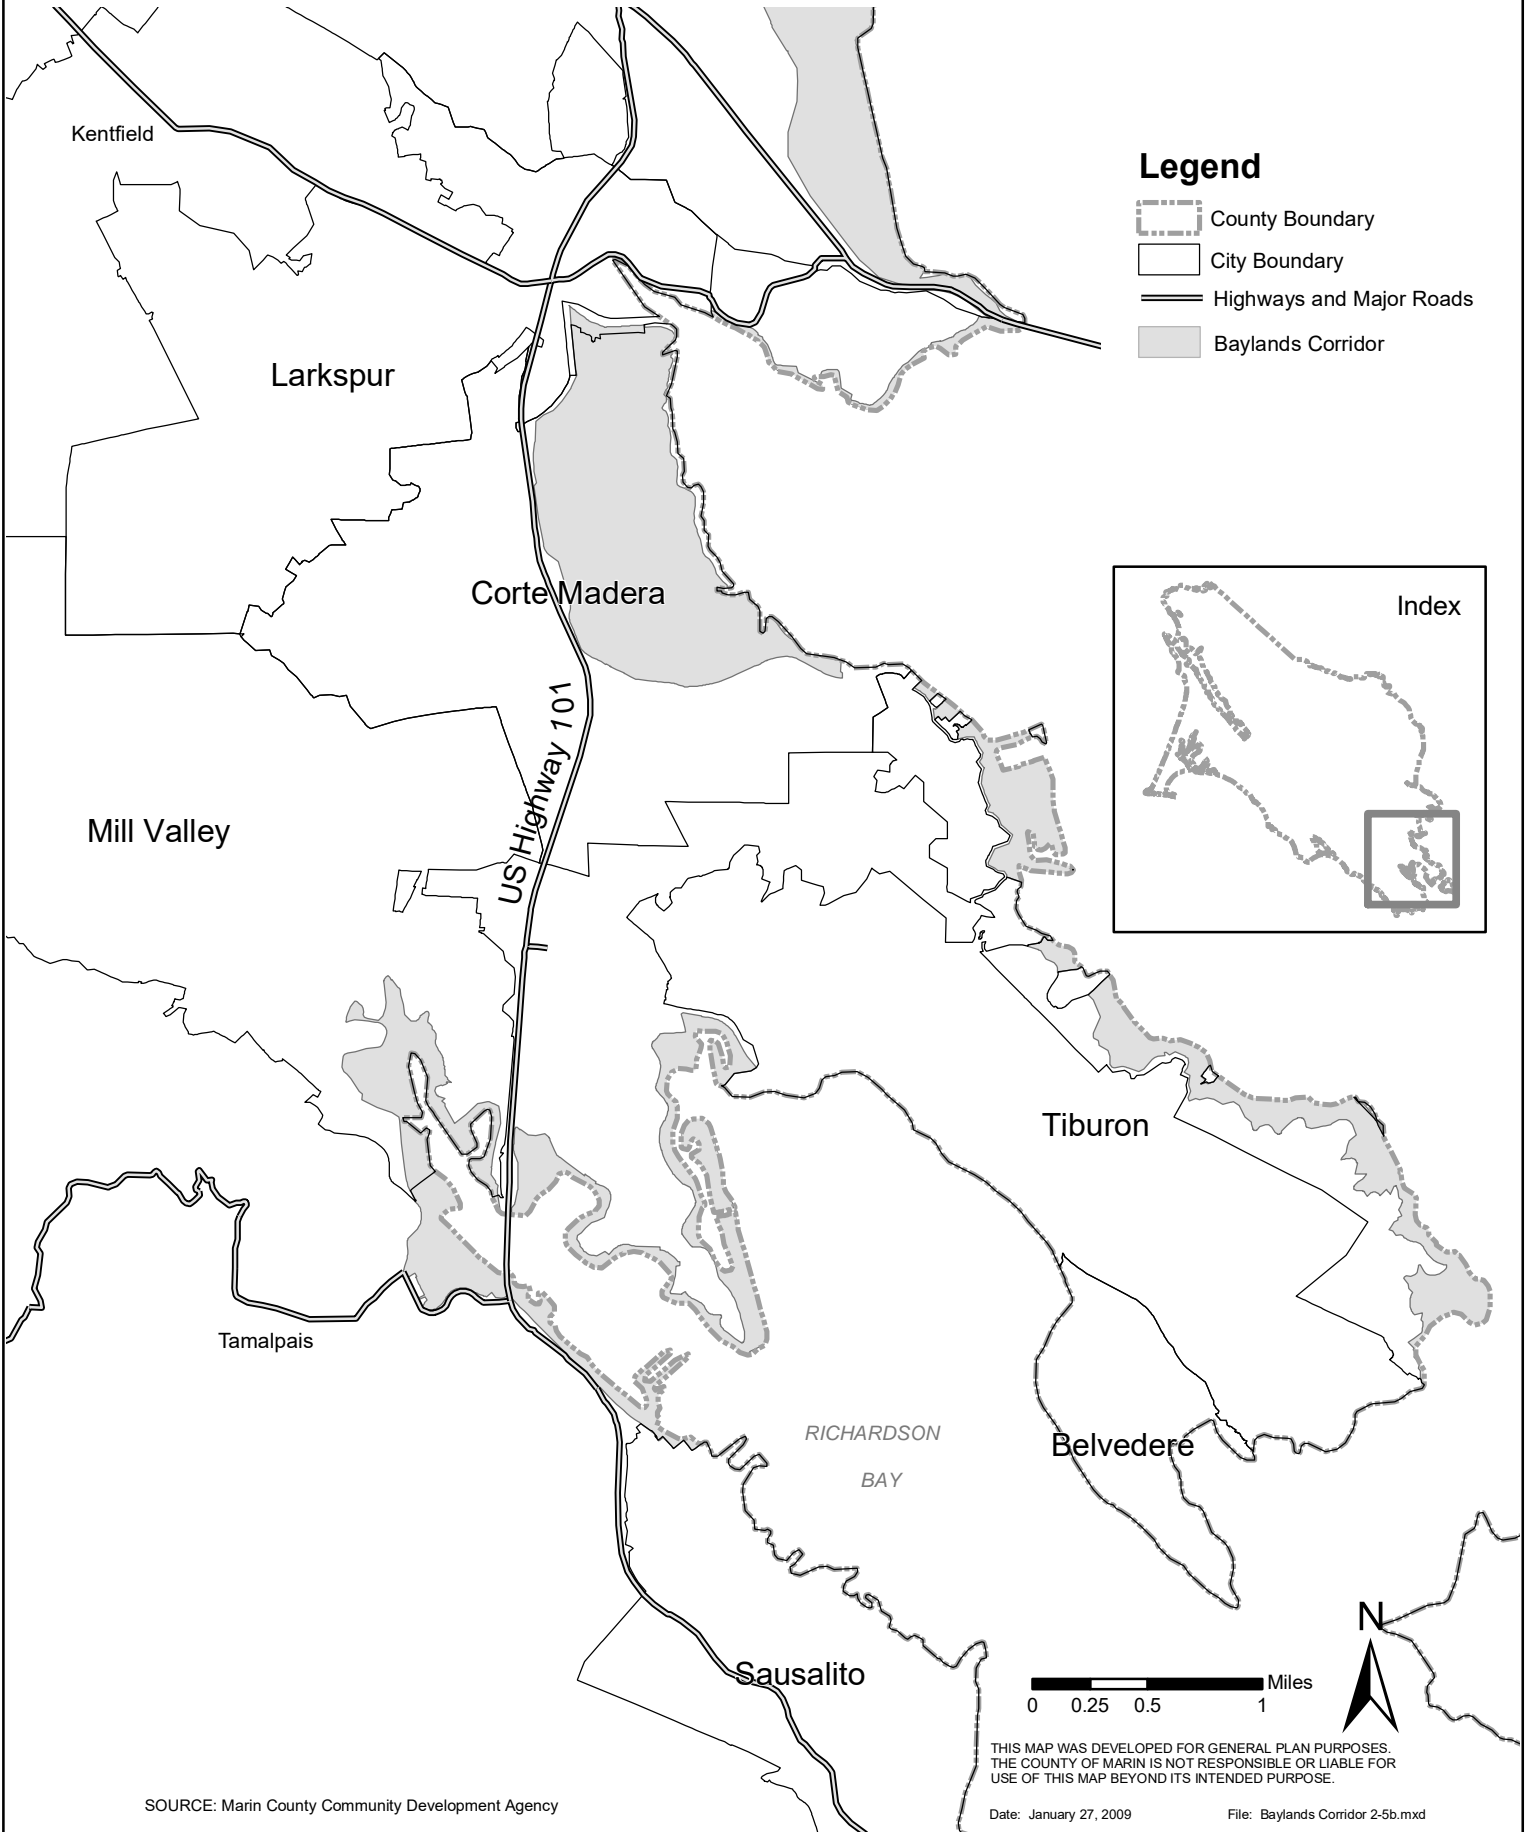 Kentfield
Legend
County Boundary
City Boundary
Highways and Major Roads
Baylands Corridor
Larkspur
Corte Madera
Index
US Highway 101
Mill Valley
Tiburon
Tamalpais
RICHARDSON
BAY
Belvedere
N
Sausalito
Miles
0 0.25 0.5 1
THIS MAP WAS DEVELOPED FOR GENERAL PLAN PURPOSES.
THE COUNTY OF MARIN IS NOT RESPONSIBLE OR LIABLE FOR
USE OF THIS MAP BEYOND ITS INTENDED PURPOSE.
SOURCE: Marin County Community Development Agency
Date: January 27, 2009 File: Baylands Corridor 2-5b.mxd